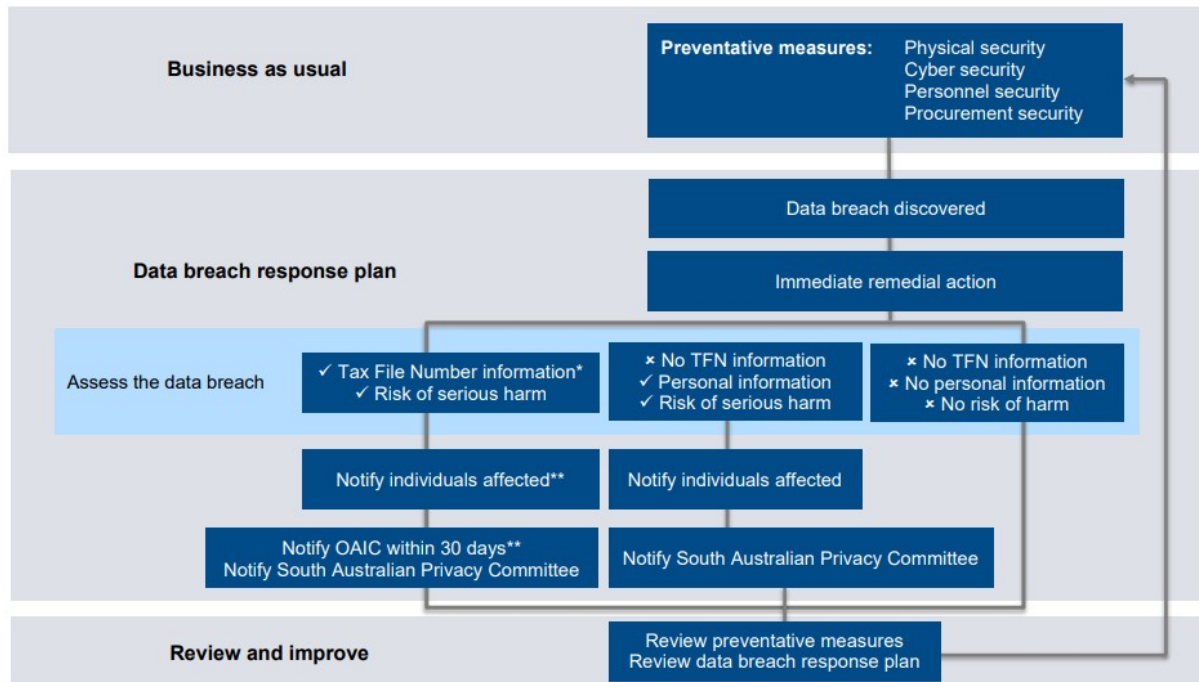 Business as usual
Preventative measures:
Physical security
Cyber security
Personnel security
Procurement security
Data breach response plan
Data breach discovered
Immediate remedial action
Assess the data breach
✓ Tax File Number information*
✓ Risk of serious harm
× No TFN information
✓ Personal information
✓ Risk of serious harm
× No TFN information
× No personal information
× No risk of harm
Notify individuals affected**
Notify individuals affected
Notify OAIC within 30 days**
Notify South Australian Privacy Committee
Notify South Australian Privacy Committee
Review and improve
Review preventative measures
Review data breach response plan